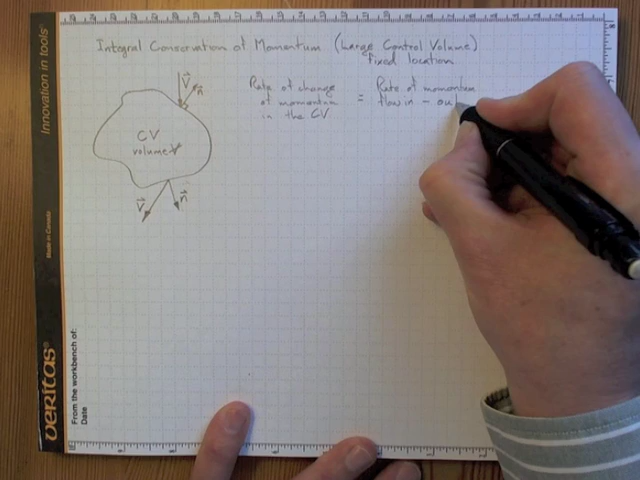 Integral Conservation of Momentum (Large Control Volume)
fixed location
Rate of change
of momentum
in the CV
=
Rate of momentum
flow in - ou
V n
CV
volume V
V n
Innovation in tools
Made in Canada
veritas
From the workbench of:
Date